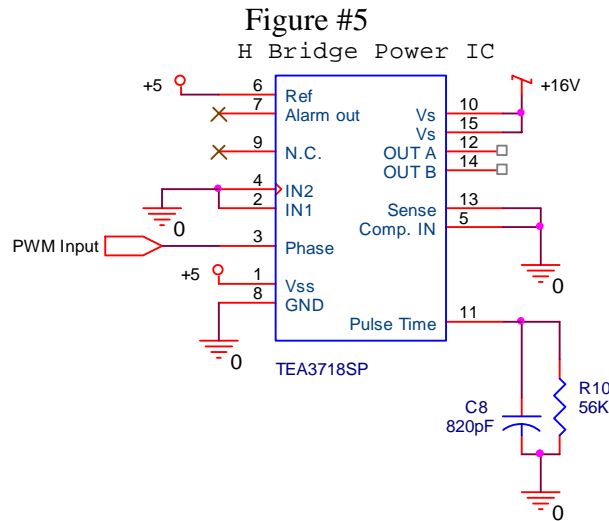 Figure #5
H Bridge Power IC
+5
6
Ref
7
Alarm out
9
N.C.
4
IN2
2
IN1
0
PWM Input
3
Phase
+5
1
Vss
8
GND
0
+16V
10
Vs
15
Vs
12
OUT A
14
OUT B
13
Sense
5
Comp. IN
0
11
Pulse Time
TEA3718SP
C8
820pF
R10
56K
0